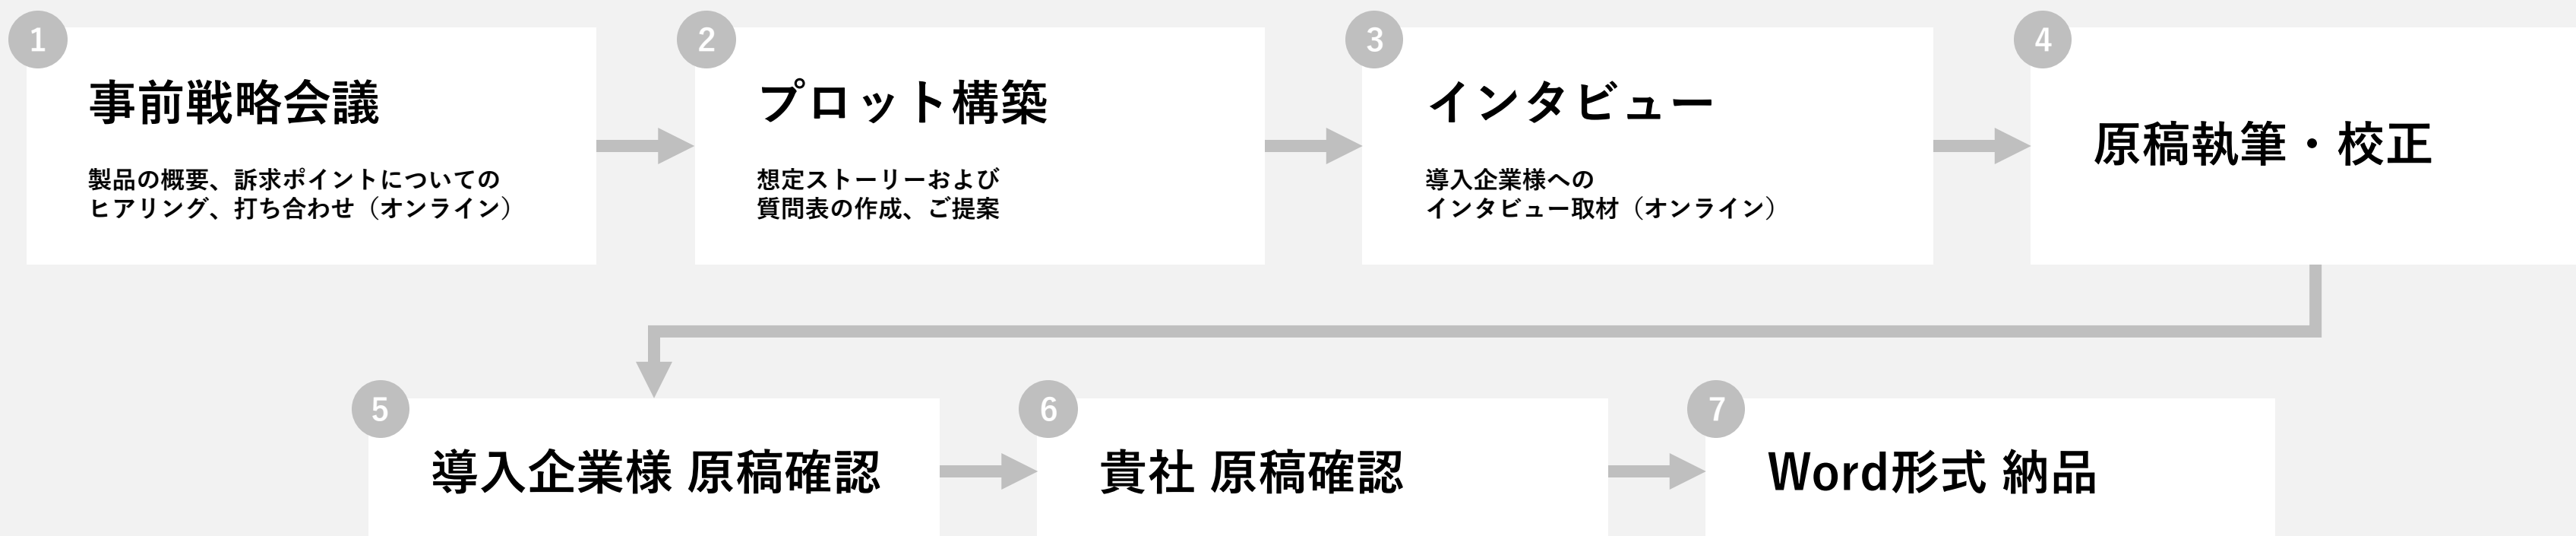 1
事前戦略会議
製品の概要、訴求ポイントについての
ヒアリング、打ち合わせ（オンライン）
2
プロット構築
想定ストーリーおよび
質問表の作成、ご提案
3
インタビュー
導入企業様への
インタビュー取材（オンライン）
4
原稿執筆・校正
5
導入企業様 原稿確認
6
貴社 原稿確認
7
Word形式 納品